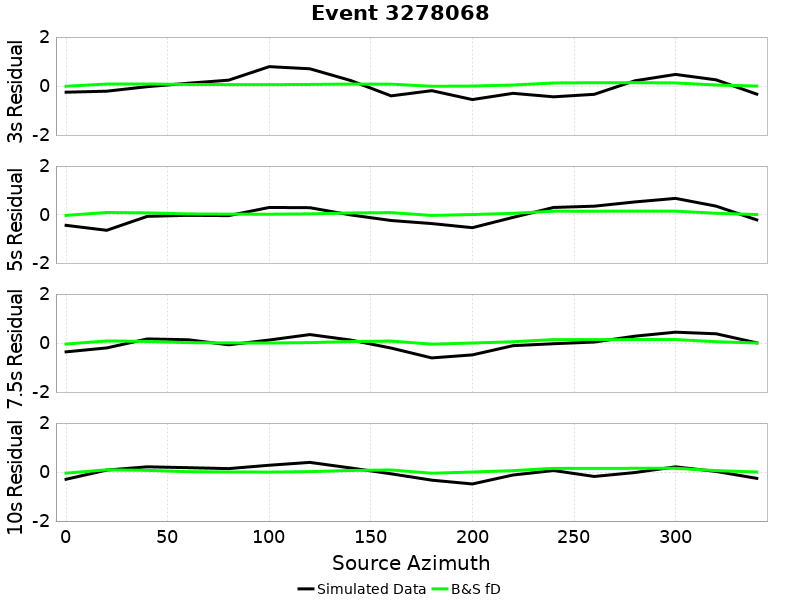 Event 3278068
3s Residual
2
0
-2
5s Residual
2
0
-2
7.5s Residual
2
0
-2
10s Residual
2
0
-2
0 50 100 150 200 250 300
Source Azimuth
Simulated Data B&S fD